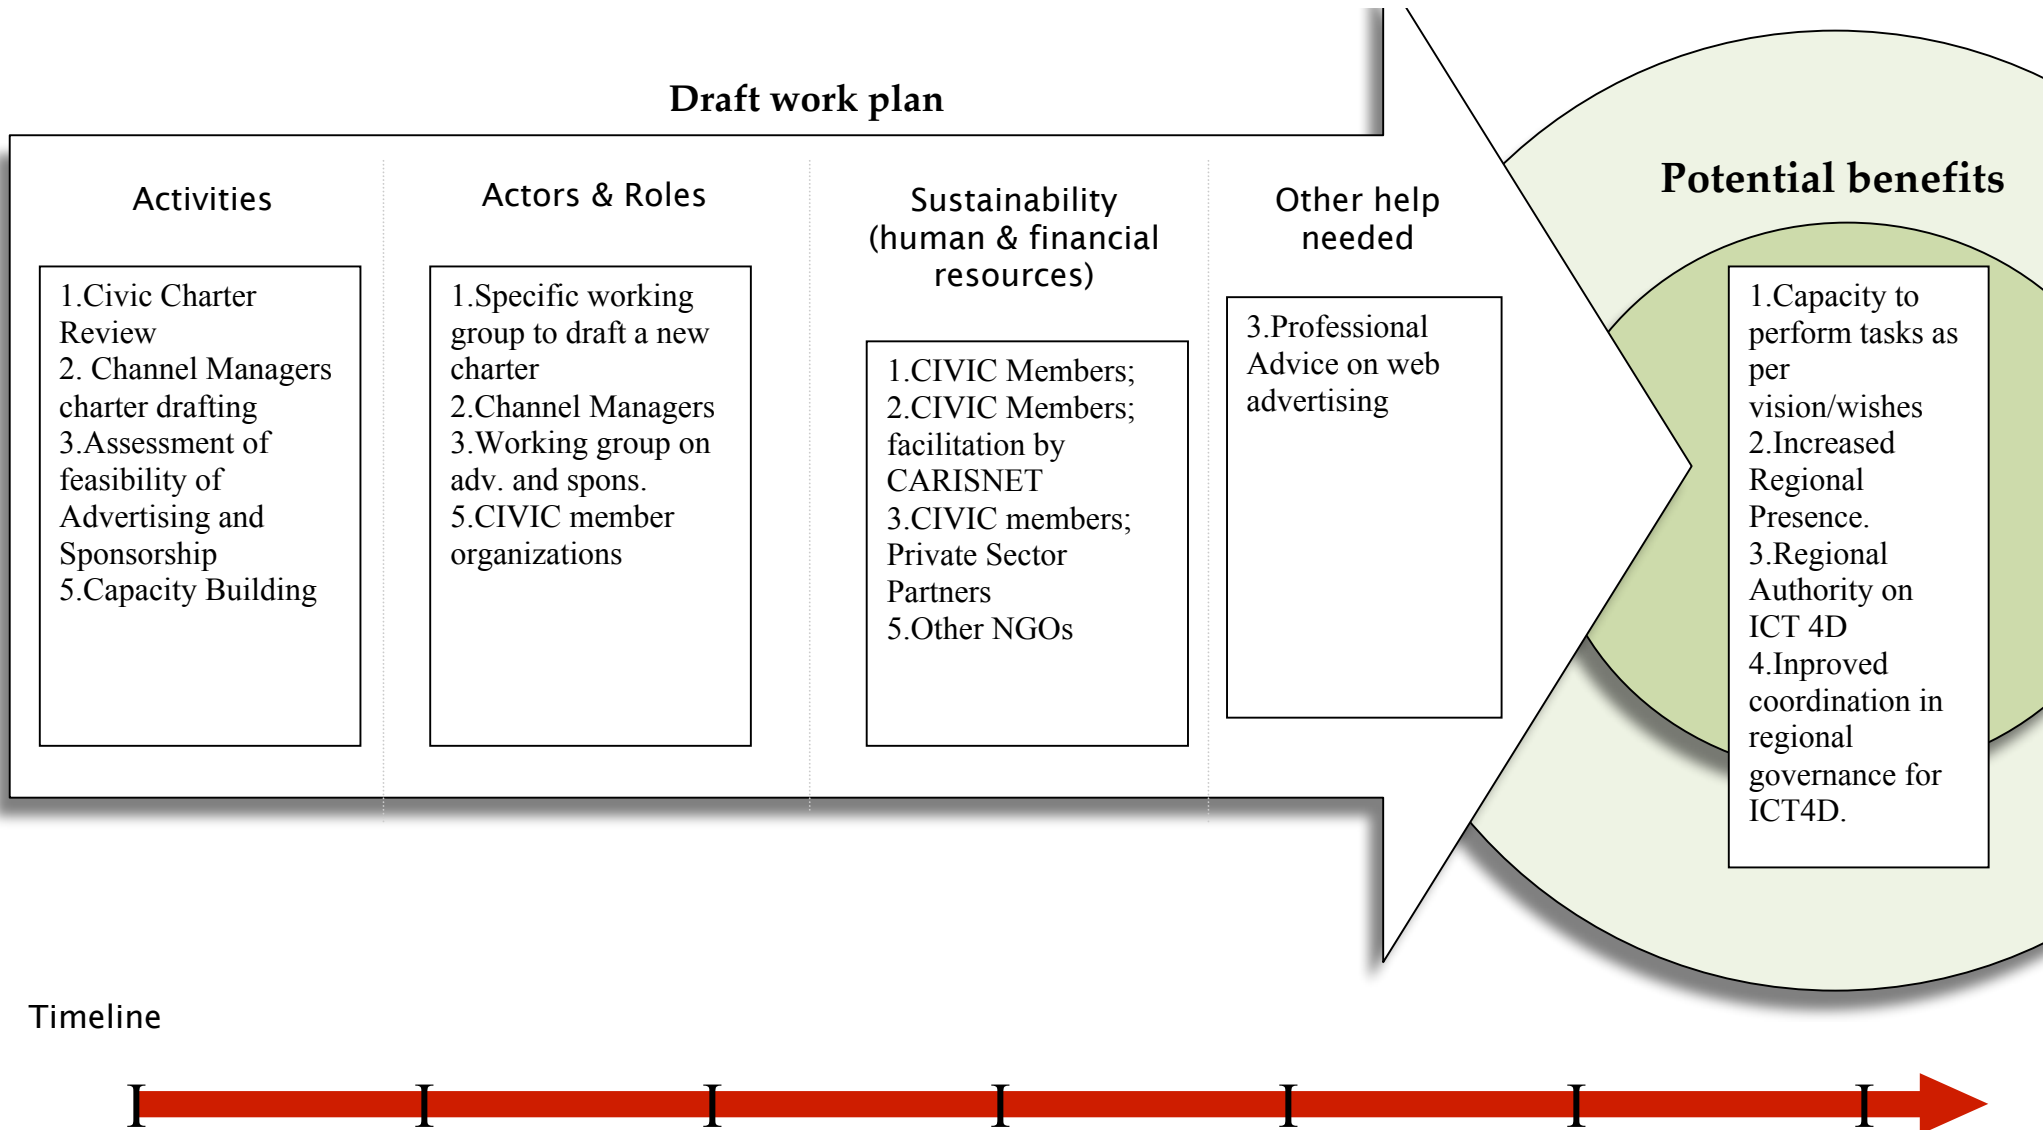 Draft work plan
Activities
1.Civic Charter
Review
2. Channel Managers
charter drafting
3.Assessment of
feasibility of
Advertising and
Sponsorship
5.Capacity Building
Actors & Roles
1.Specific working
group to draft a new
charter
2.Channel Managers
3.Working group on
adv. and spons.
5.CIVIC member
organizations
Sustainability
(human & financial
resources)
1.CIVIC Members;
2.CIVIC Members;
facilitation by
CARISNET
3.CIVIC members;
Private Sector
Partners
5.Other NGOs
Other help
needed
3.Professional
Advice on web
advertising
Potential benefits
1.Capacity to
perform tasks as
per
vision/wishes
2.Increased
Regional
Presence.
3.Regional
Authority on
ICT 4D
4.Inproved
coordination in
regional
governance for
ICT4D.
Timeline